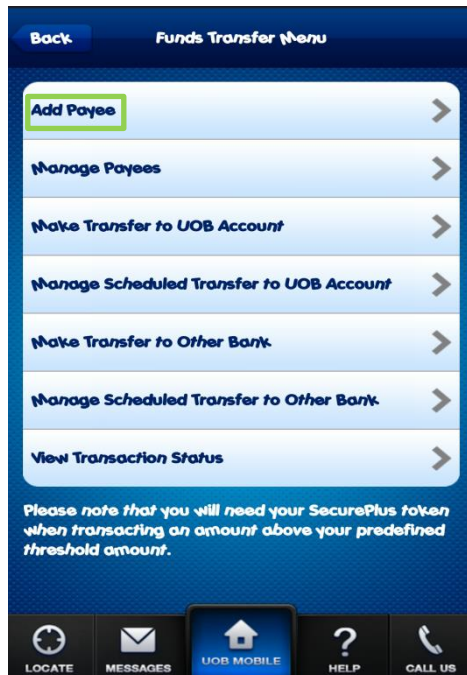 Back
Funds Transfer Menu
Add Payee
Manage Payees
Make Transfer to UOB Account
Manage Scheduled Transfer to UOB Account
Make Transfer to Other Bank
Manage Scheduled Transfer to Other Bank
View Transaction Status
Please note that you will need your SecurePlus token
when transacting an amount above your predefined
threshold amount.
LOCATE
MESSAGES
UOB MOBILE
HELP
CALL US